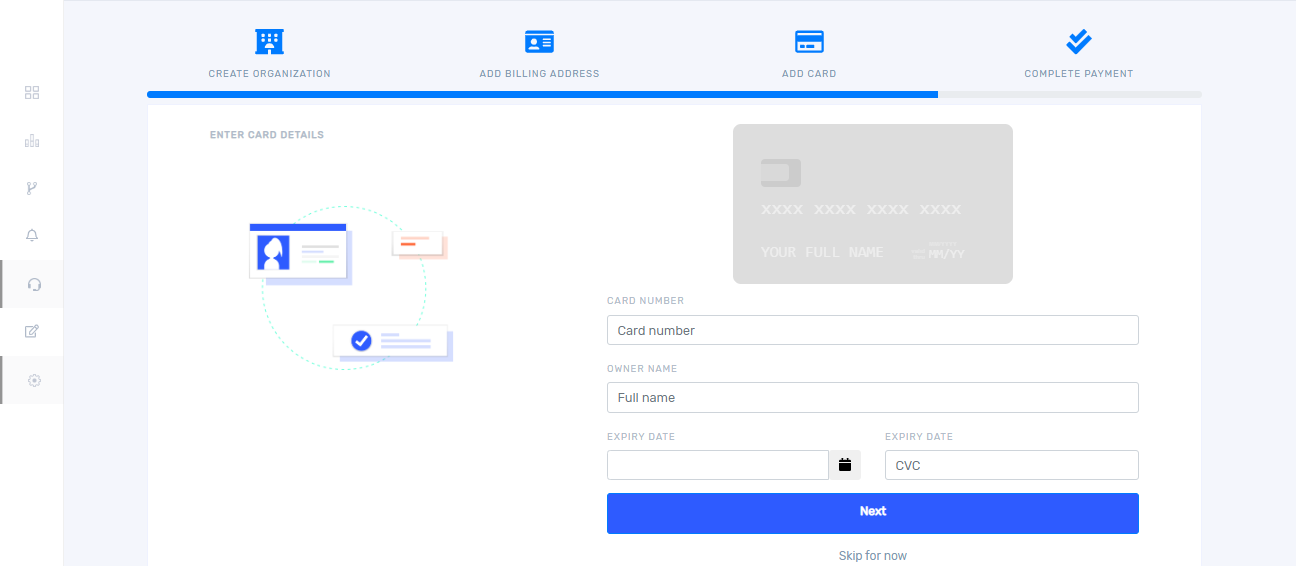 CREATE ORGANIZATION
ADD BILLING ADDRESS
ADD CARD
COMPLETE PAYMENT
ENTER CARD DETAILS
XXXX XXXX XXXX XXXX
YOUR FULL NAME
MM/YY
CARD NUMBER
Card number
OWNER NAME
Full name
EXPIRY DATE
EXPIRY DATE
CVC
Next
Skip for now